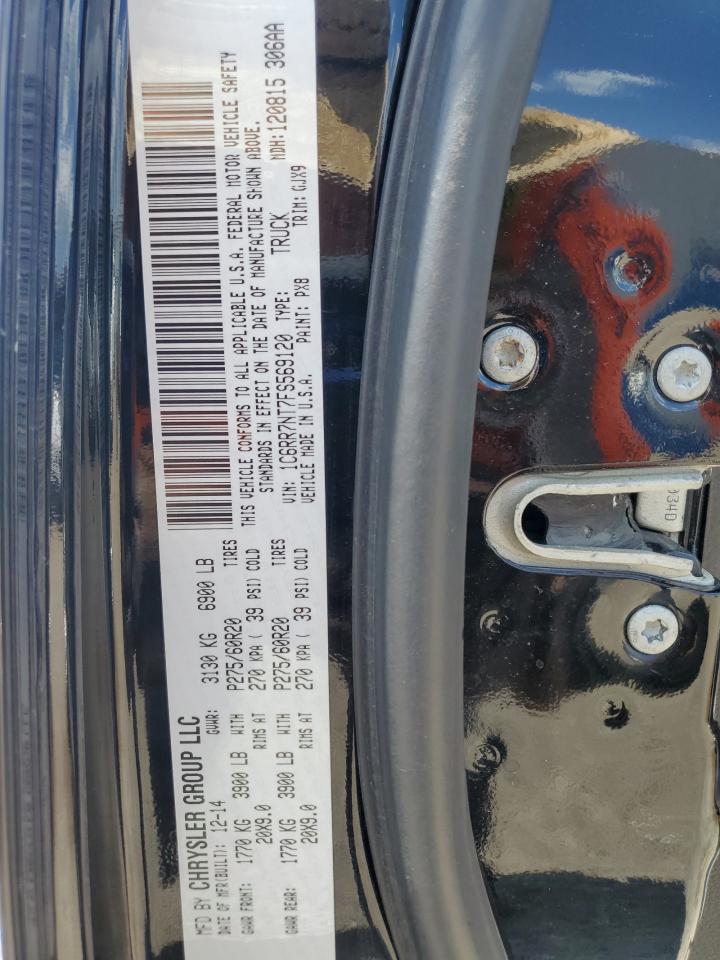 MFD BY CHRYSLER GROUP LLC
DATE OF MFR(BUILT): 12-14 GVWR: 3130 KG 6900 LB
GAWR FRONT: 1770 KG 3900 LB WITH P275/60R20 TIRES
20X9.0 RIMS AT 270 KPA ( 39 PSI) COLD
GAWR REAR: 1770 KG 3900 LB WITH P275/60R20 TIRES
20X9.0 RIMS AT 270 KPA ( 39 PSI) COLD
THIS VEHICLE CONFORMS TO ALL APPLICABLE U.S.A. FEDERAL MOTOR VEHICLE SAFETY
STANDARDS IN EFFECT ON THE DATE OF MANUFACTURE SHOWN ABOVE.
VIN: 1C6RR7NT7FS569120 TYPE: TRUCK MDH:120815 306AA
VEHICLE MADE IN U.S.A. PAINT: PX8 TRIM: GJX9